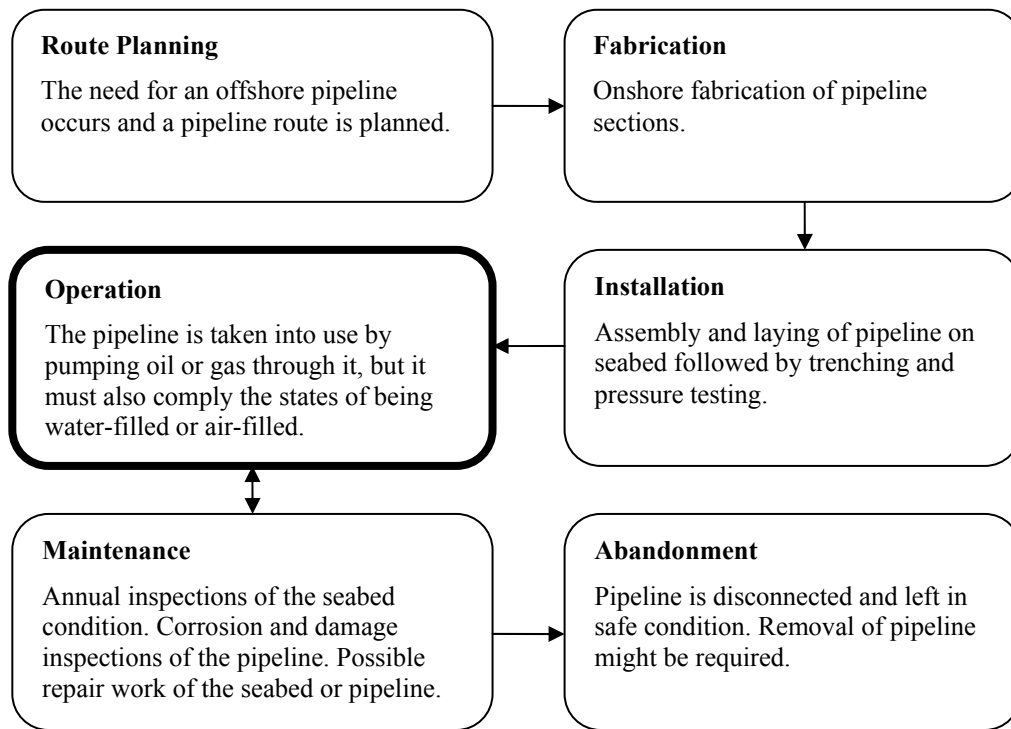 Route Planning
The need for an offshore pipeline
occurs and a pipeline route is planned.
Fabrication
Onshore fabrication of pipeline
sections.
Operation
The pipeline is taken into use by
pumping oil or gas through it, but it
must also comply the states of being
water-filled or air-filled.
Installation
Assembly and laying of pipeline on
seabed followed by trenching and
pressure testing.
Maintenance
Annual inspections of the seabed
condition. Corrosion and damage
inspections of the pipeline. Possible
repair work of the seabed or pipeline.
Abandonment
Pipeline is disconnected and left in
safe condition. Removal of pipeline
might be required.